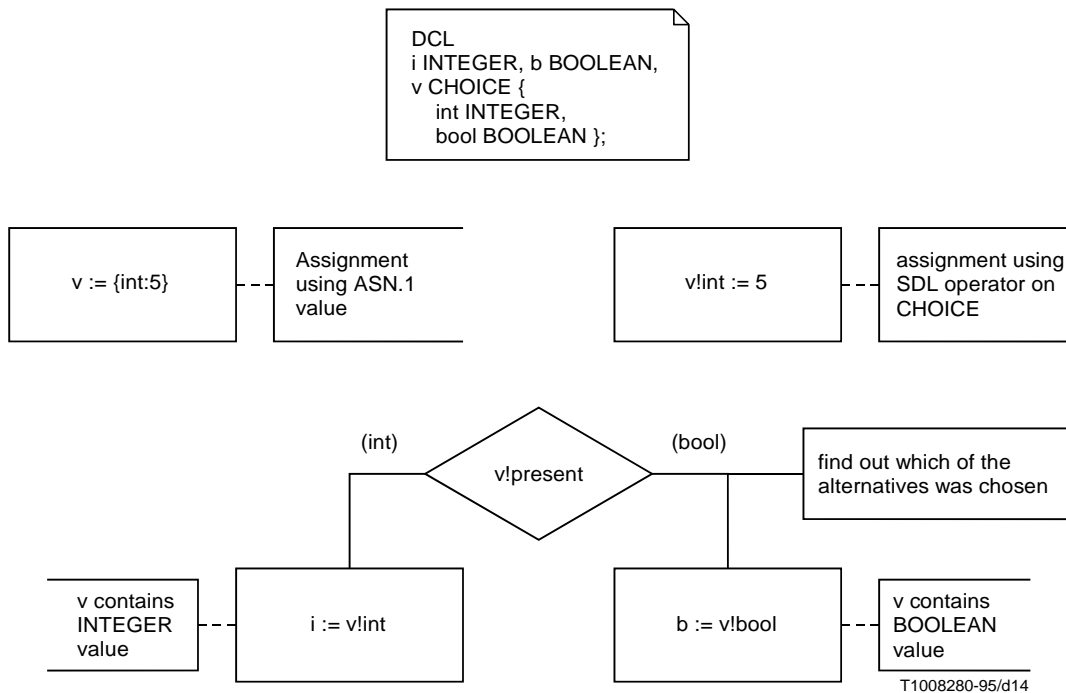 DCL
i INTEGER, b BOOLEAN,
v CHOICE {
int INTEGER,
bool BOOLEAN };
v := {int:5}
Assignment
using ASN.1
value
v!int := 5
assignment using
SDL operator on
CHOICE
(int)
v!present
(bool)
find out which of the
alternatives was chosen
v contains
INTEGER
value
i := v!int
b := v!bool
v contains
BOOLEAN
value
T1008280-95/d14